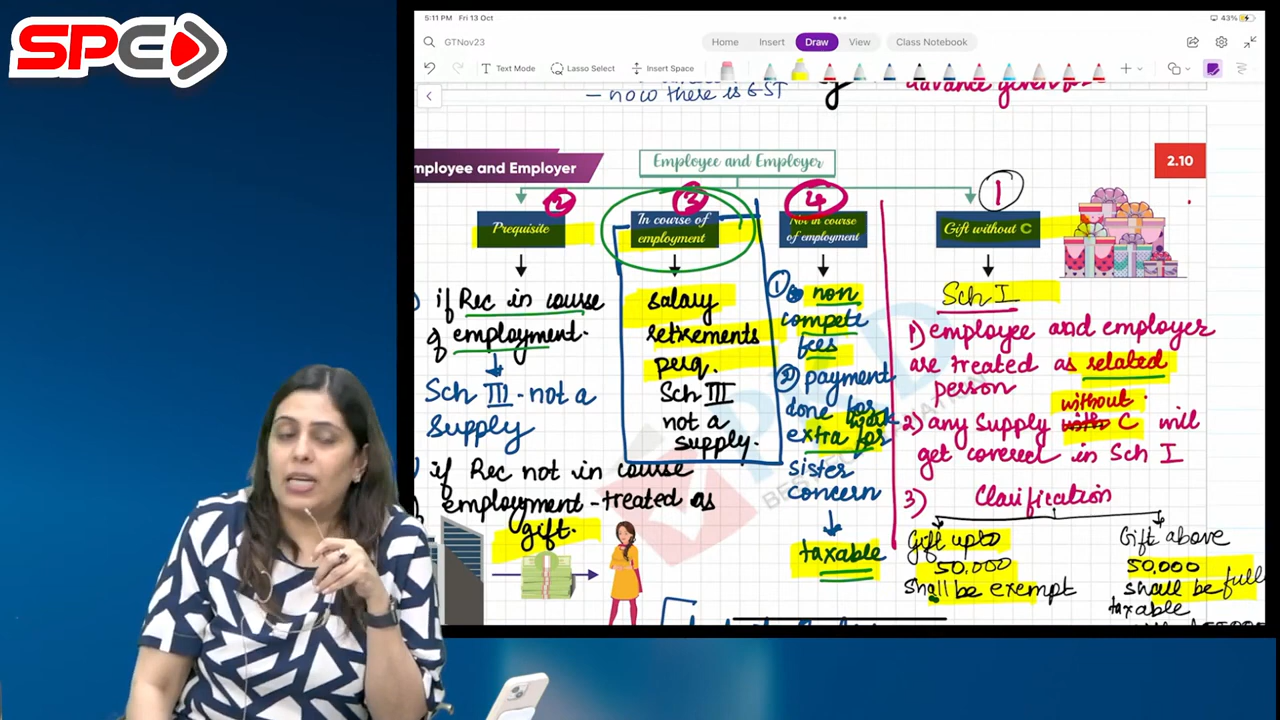 SPC
5:11 PM Fri 13 Oct
43%
GTNov23
Home
Insert
Draw
View
Class Notebook
Text Mode
Lasso Select
Insert Space
- now there is GST
advance given for
mployee and Employer
Employee and Employer
2.10
2
3
4
1
Prequisite
In course of
employment
Not in course
of employment
Gift without C
if Rec in course
of employment.
Sch III - not a
Supply
if Rec not in course
employment - treated as
gift.
salary
retirements
perq.
Sch III
not a
supply.
1 non
compete
fees
2 payment
done for
extra work for
sister
concern
taxable
Sch I
1) employee and employer
are treated as related
person
without
2) any Supply with C will
get covered in Sch I
3) Clarification
Gift upto
50,000
shall be exempt
Gift above
50,000
shall be full
taxable